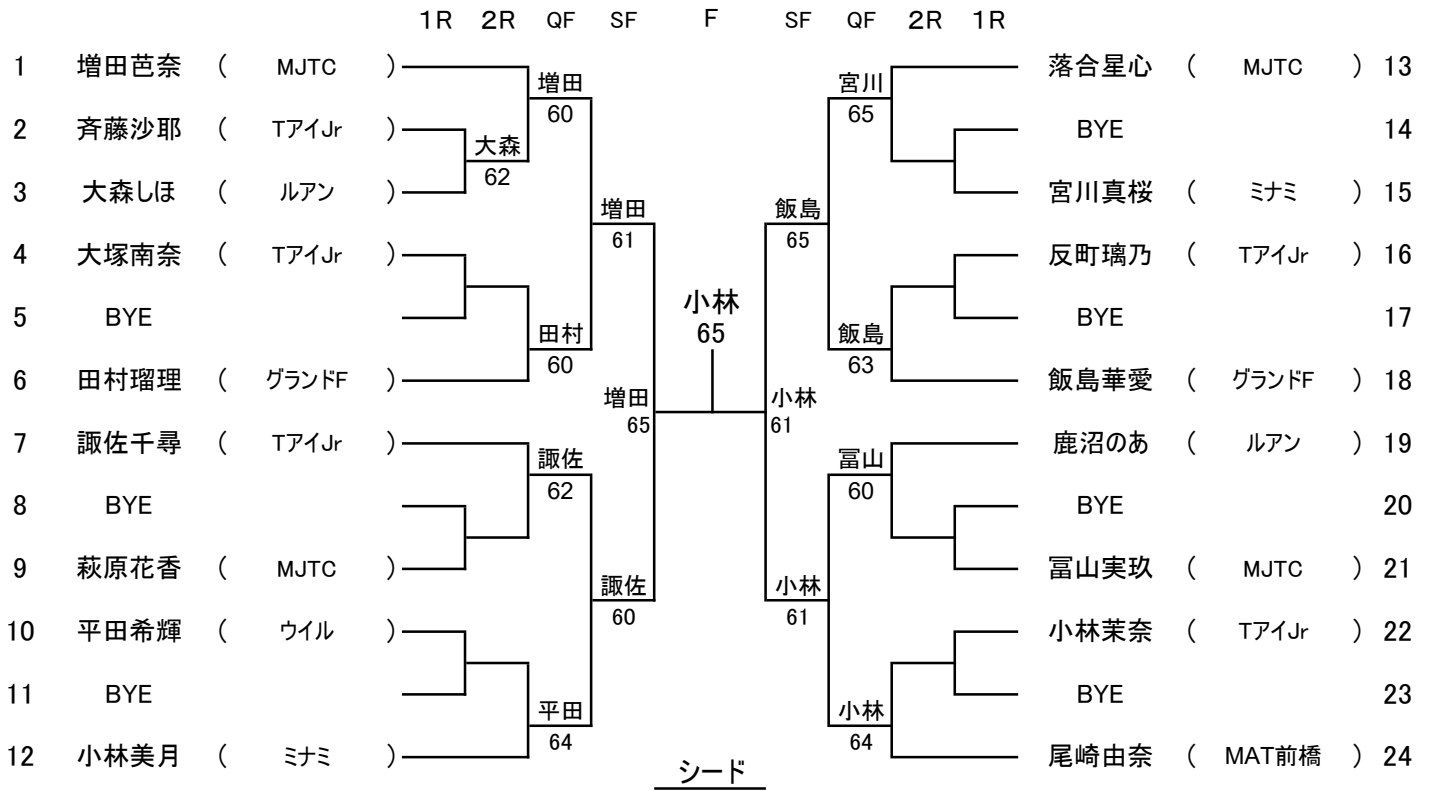 1R 2R QF SF F SF QF 2R 1R
1 増田芭奈 ( MJTC ) 落合星心 ( MJTC ) 13
増田 宮川
60 65
2 斉藤沙耶 ( TアイJr ) BYE 14
大森
62
3 大森しほ ( ルアン ) 宮川真桜 ( ミナミ ) 15
増田 飯島
61 65
4 大塚南奈 ( TアイJr ) 反町璃乃 ( TアイJr ) 16
小林
5 BYE BYE 17
田村 65 飯島
60 63
6 田村瑠理 ( グランドF ) 飯島華愛 ( グランドF ) 18
増田 小林
65 61
7 諏佐千尋 ( TアイJr ) 鹿沼のあ ( ルアン ) 19
諏佐 冨山
62 60
8 BYE BYE 20
9 萩原花香 ( MJTC ) 冨山実玖 ( MJTC ) 21
諏佐 小林
60 61
10 平田希輝 ( ウイル ) 小林茉奈 ( TアイJr ) 22
11 BYE BYE 23
平田 小林
64 64
12 小林美月 ( ミナミ ) 尾崎由奈 ( MAT前橋 ) 24
シード